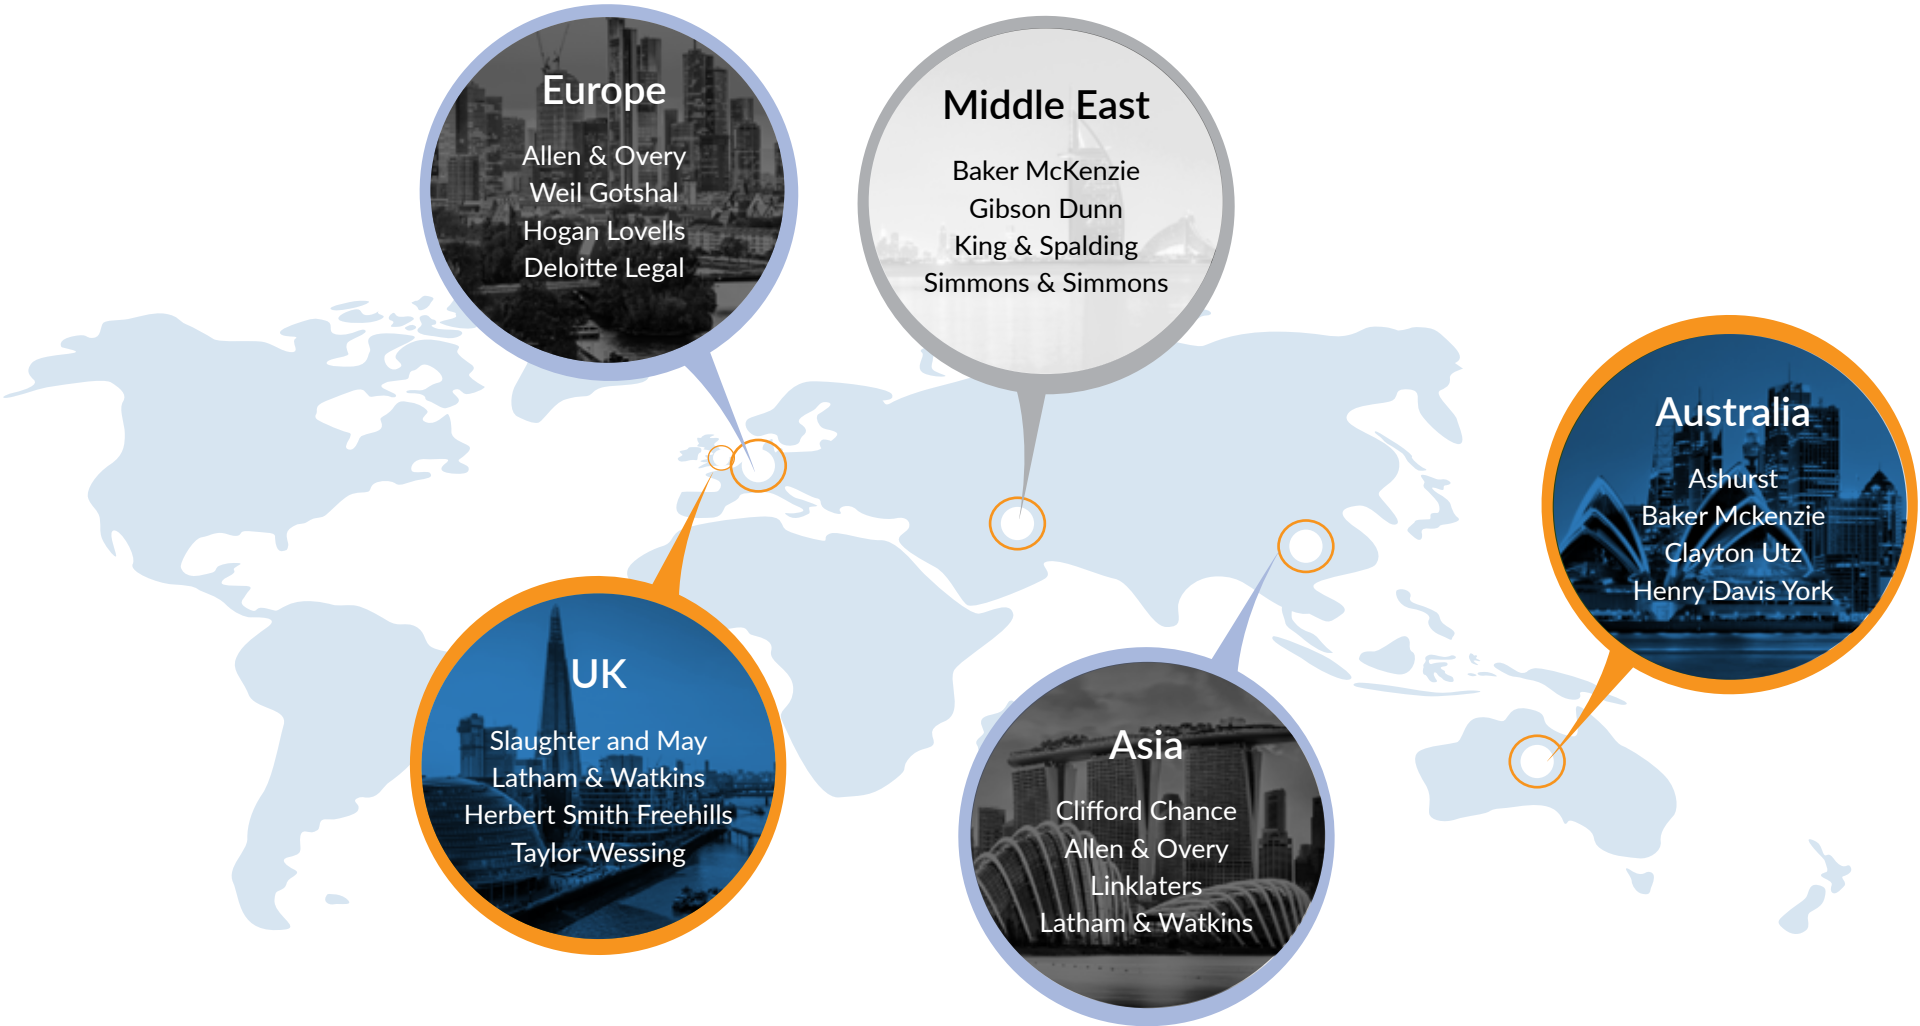 Europe
Allen & Overy
Weil Gotshal
Hogan Lovells
Deloitte Legal
Middle East
Baker McKenzie
Gibson Dunn
King & Spalding
Simmons & Simmons
Australia
Ashurst
Baker Mckenzie
Clayton Utz
Henry Davis York
UK
Slaughter and May
Latham & Watkins
Herbert Smith Freehills
Taylor Wessing
Asia
Clifford Chance
Allen & Overy
Linklaters
Latham & Watkins